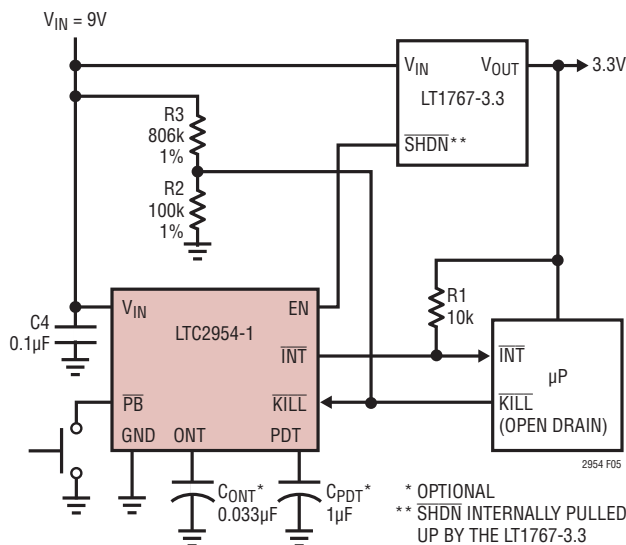 VIN = 9V
VIN
VOUT
3.3V
LT1767-3.3
SHDN**
R3
806k
1%
R2
100k
1%
C4
0.1µF
VIN
EN
LTC2954-1
INT
PB
KILL
GND
ONT
PDT
R1
10k
INT
µP
KILL
(OPEN DRAIN)
2954 F05
CONT*
0.033µF
CPDT*
1µF
* OPTIONAL
** SHDN INTERNALLY PULLED
UP BY THE LT1767-3.3